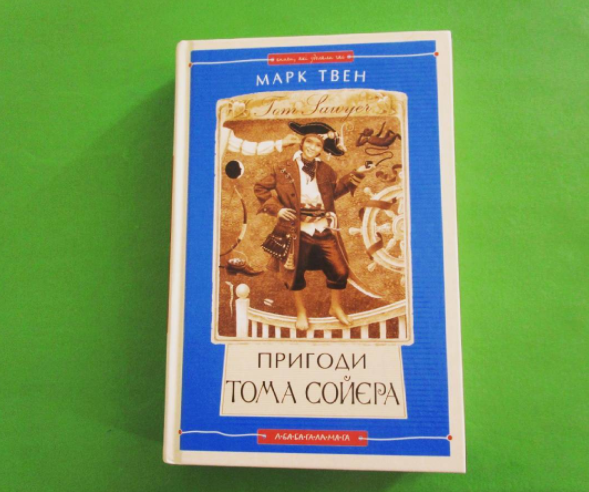 МАРК ТВЕН
Tom Sawyer
ПРИГОДИ
ТОМА СОЙЄРА
А-БА-БА-ГА-ЛА-МА-ГА